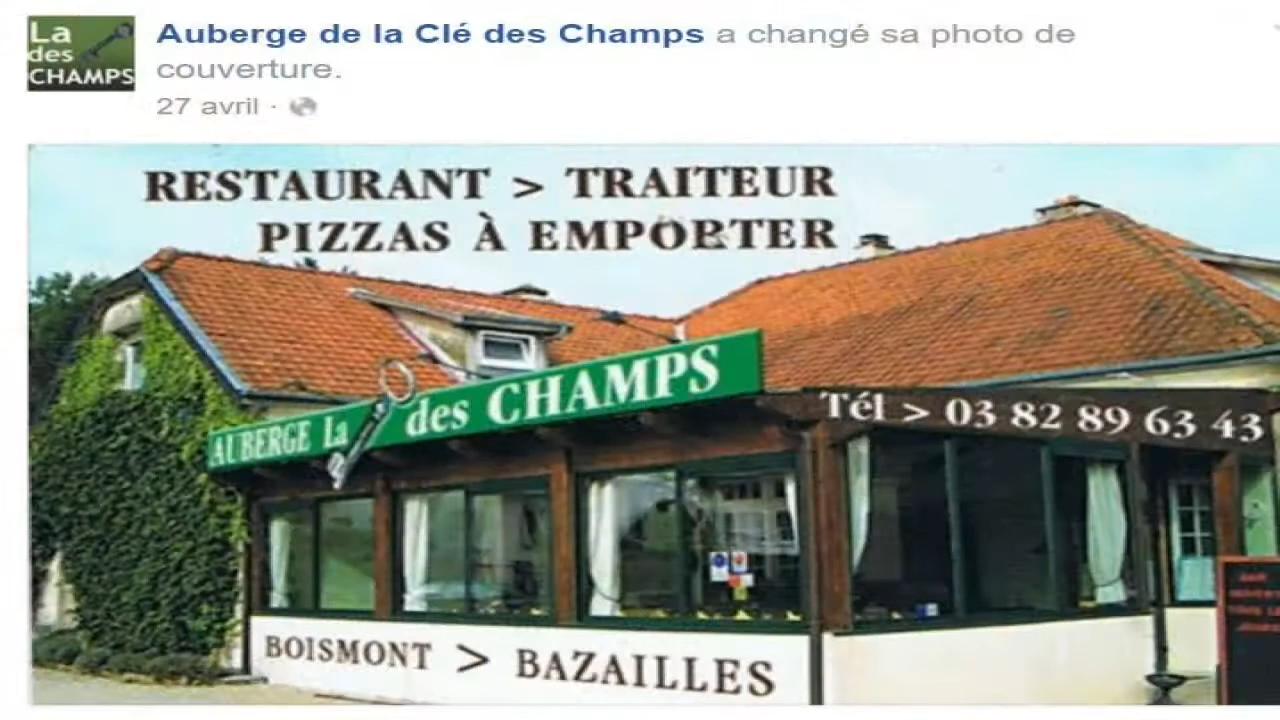 La
des
CHAMPS
Auberge de la Clé des Champs a changé sa photo de
couverture.
27 avril ·
RESTAURANT > TRAITEUR
PIZZAS À EMPORTER
AUBERGE la des CHAMPS
Tél > 03 82 89 63 43
BOISMONT > BAZAILLES